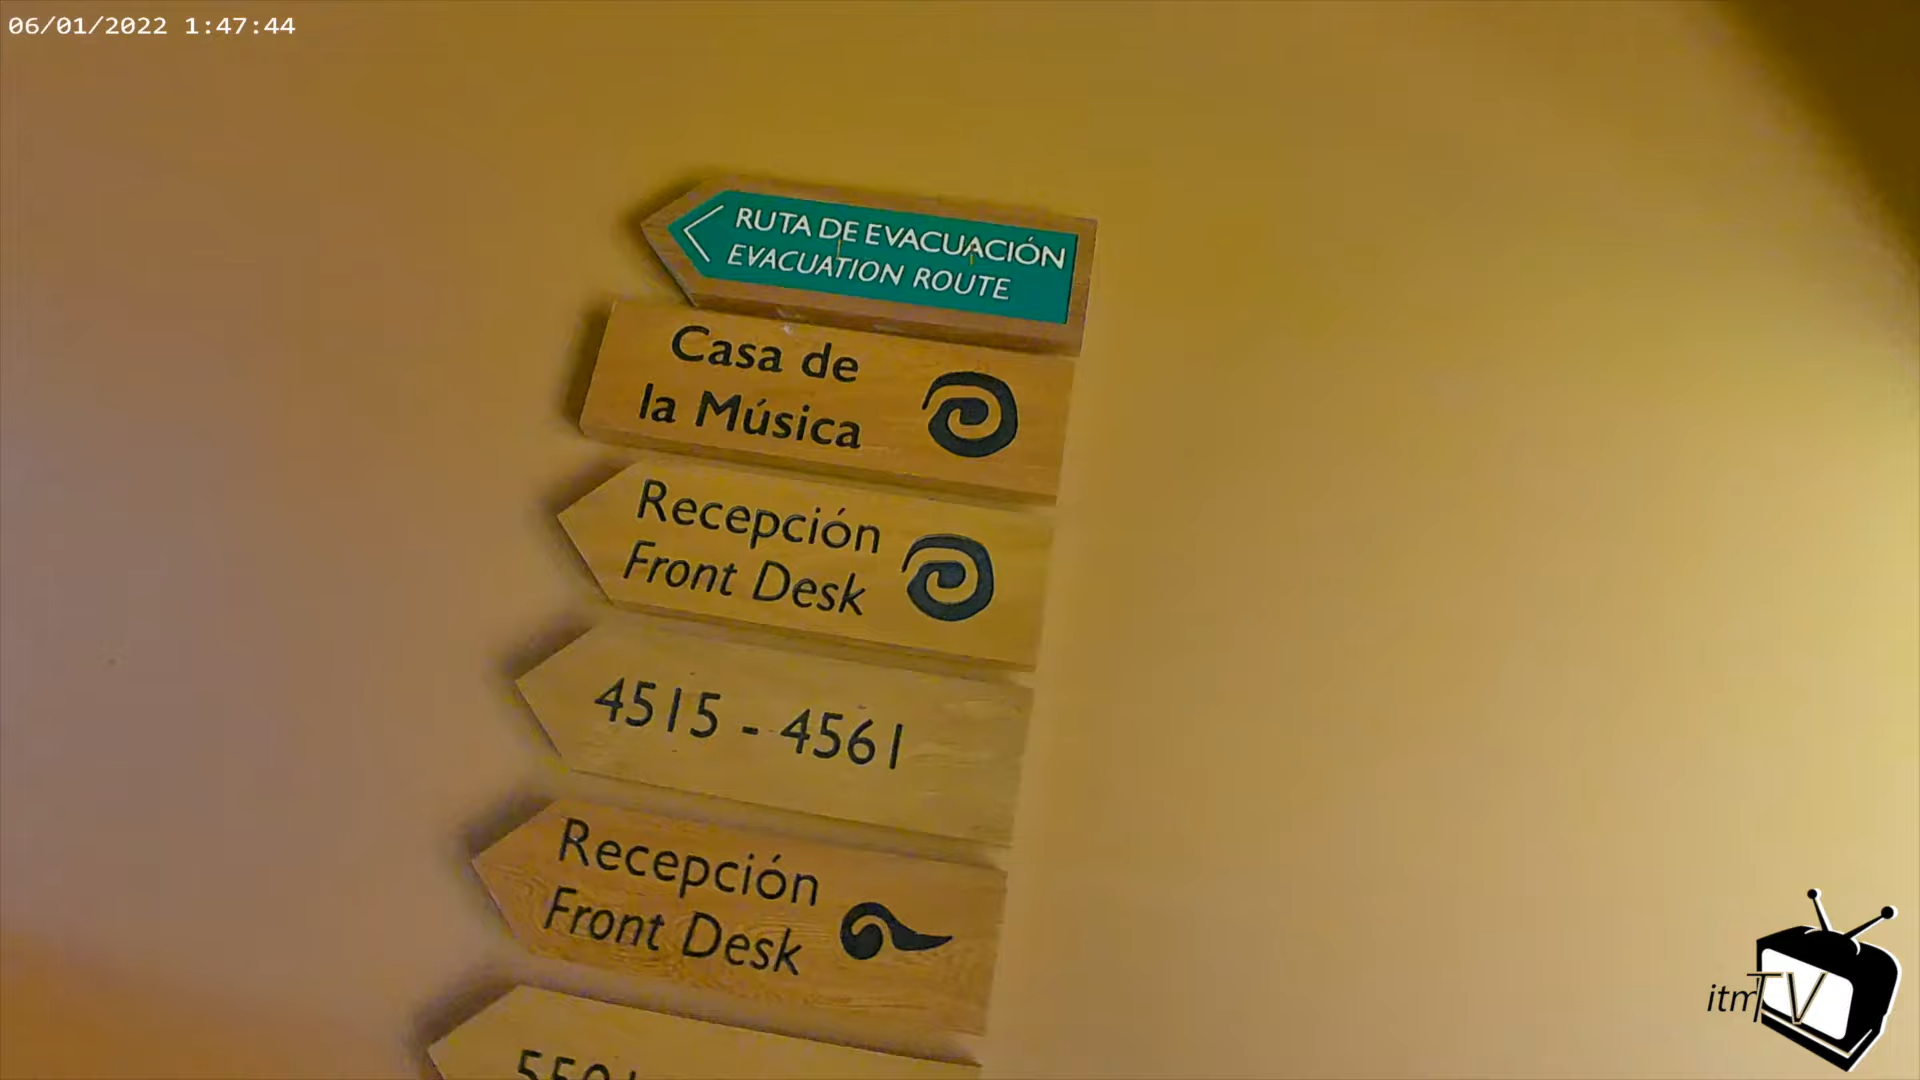 06/01/2022 1:47:44
RUTA DE EVACUACIÓN
EVACUATION ROUTE
Casa de
la Música
Recepción
Front Desk
4515 - 4561
Recepción
Front Desk
itmTV